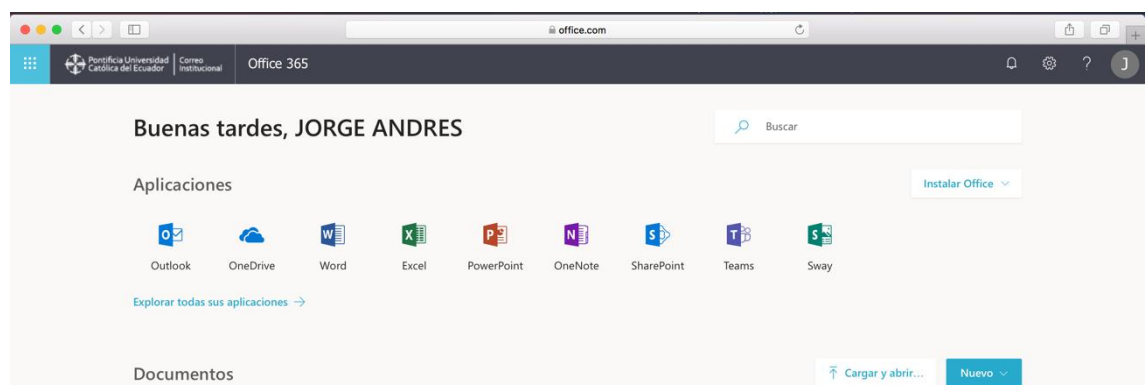 office.com
Pontificia Universidad
Católica del Ecuador
Correo
Institucional
Office 365
?
J
Buenas tardes, JORGE ANDRES
Buscar
Aplicaciones
Instalar Office
Outlook OneDrive Word Excel PowerPoint OneNote SharePoint Teams Sway
Explorar todas sus aplicaciones →
Documentos
Cargar y abrir...
Nuevo